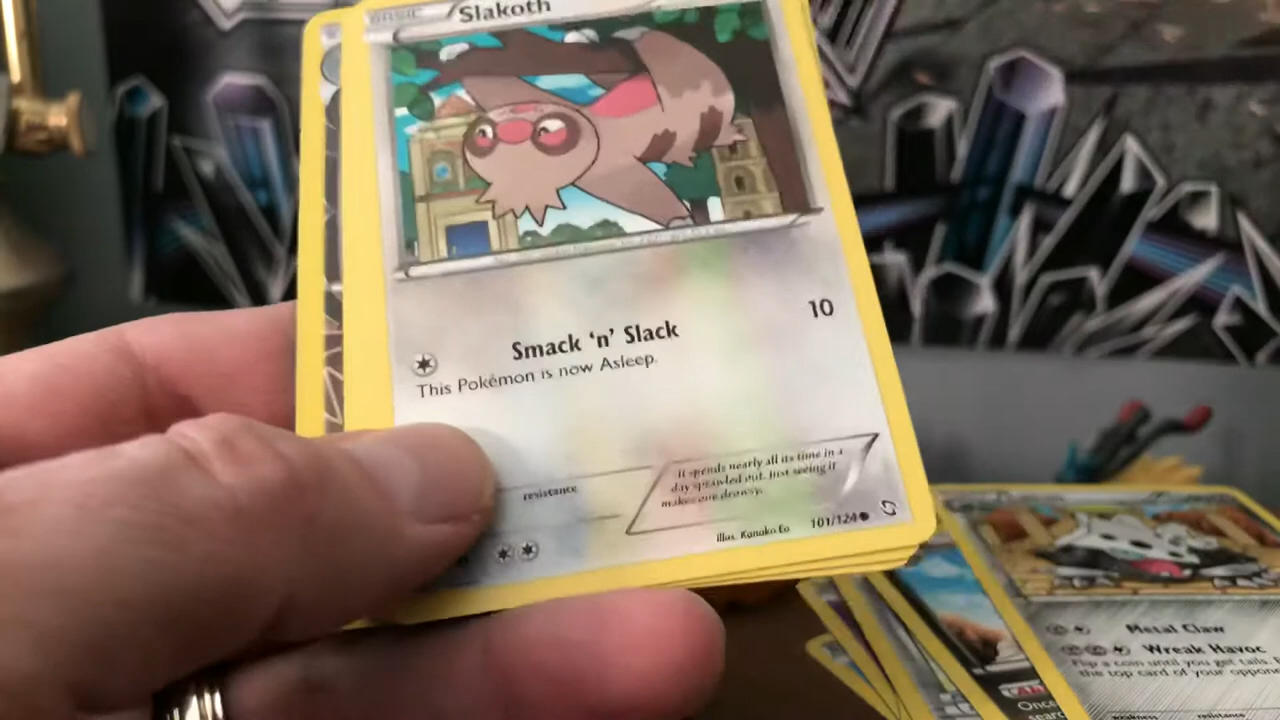 BASIC Slakoth
Smack ‘n’ Slack 10
This Pokémon is now Asleep.
resistance
It spends nearly all its time in a
day sprawled out. Just seeing it
makes one drowsy.
illus. Kanako Eo 101/124
Metal Claw
Wreak Havoc
Flip a coin until you get tails.
the top card of your
Once
resistance